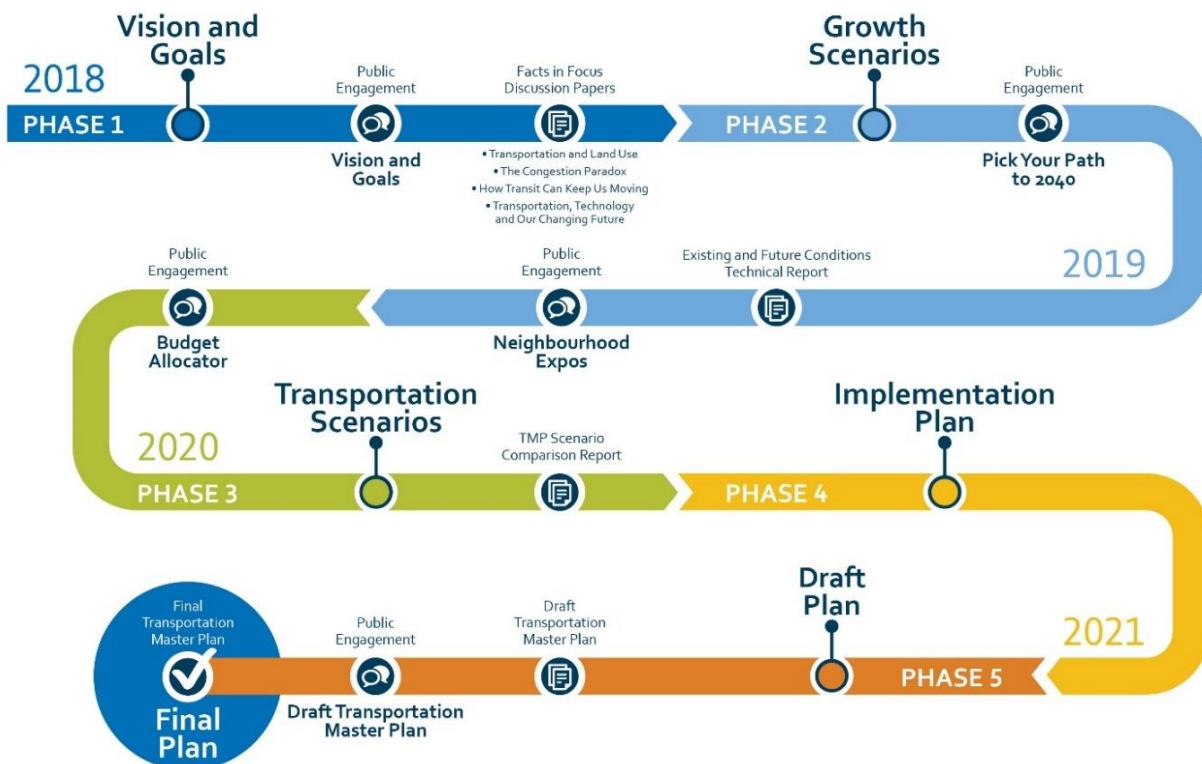 Vision and
Goals
Growth
Scenarios
2018
Public
Engagement
Facts in Focus
Discussion Papers
Public
Engagement
PHASE 1
PHASE 2
Vision and
Goals
• Transportation and Land Use
• The Congestion Paradox
• How Transit Can Keep Us Moving
• Transportation, Technology
and Our Changing Future
Pick Your Path
to 2040
2019
Existing and Future Conditions
Technical Report
Public
Engagement
Neighbourhood
Expos
Public
Engagement
Budget
Allocator
2020
PHASE 3
Transportation
Scenarios
TMP Scenario
Comparison Report
PHASE 4
Implementation
Plan
2021
PHASE 5
Draft
Plan
Draft
Transportation
Master Plan
Public
Engagement
Draft Transportation
Master Plan
Final
Transportation
Master Plan
Final
Plan